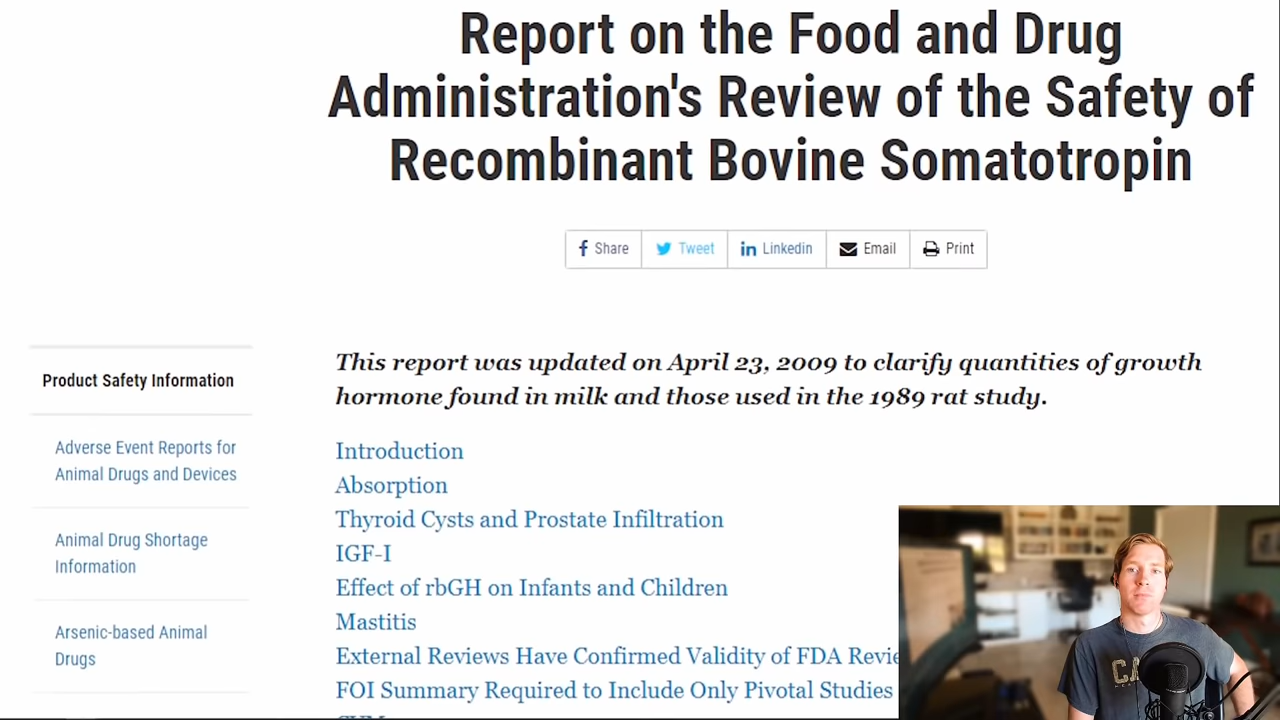 Report on the Food and Drug
Administration's Review of the Safety of
Recombinant Bovine Somatotropin
Share
Tweet
Linkedin
Email
Print
Product Safety Information
Adverse Event Reports for
Animal Drugs and Devices
Animal Drug Shortage
Information
Arsenic-based Animal
Drugs
This report was updated on April 23, 2009 to clarify quantities of growth
hormone found in milk and those used in the 1989 rat study.
Introduction
Absorption
Thyroid Cysts and Prostate Infiltration
IGF-I
Effect of rbGH on Infants and Children
Mastitis
External Reviews Have Confirmed Validity of FDA
FOI Summary Required to Include Only Pivotal Studies